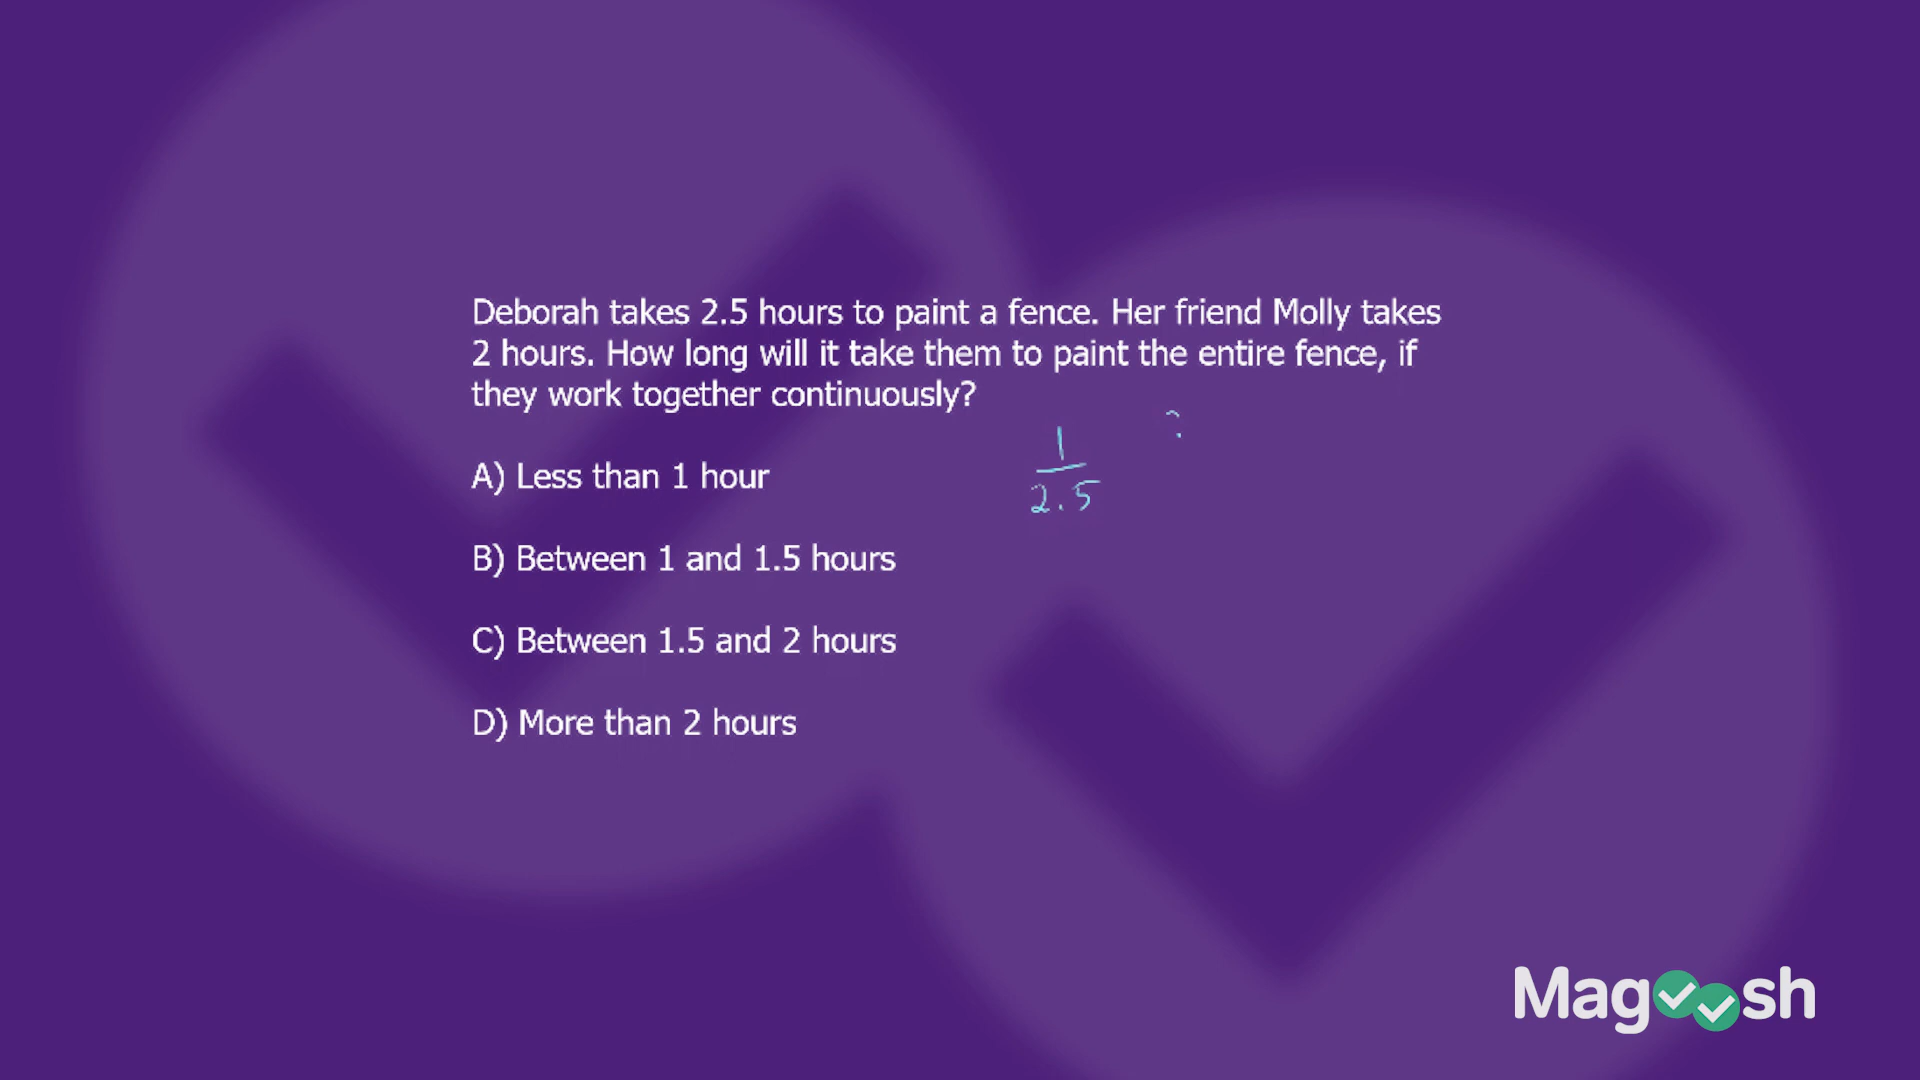 Deborah takes 2.5 hours to paint a fence. Her friend Molly takes
2 hours. How long will it take them to paint the entire fence, if
they work together continuously?
A) Less than 1 hour
1
2.5
B) Between 1 and 1.5 hours
C) Between 1.5 and 2 hours
D) More than 2 hours
Magoosh